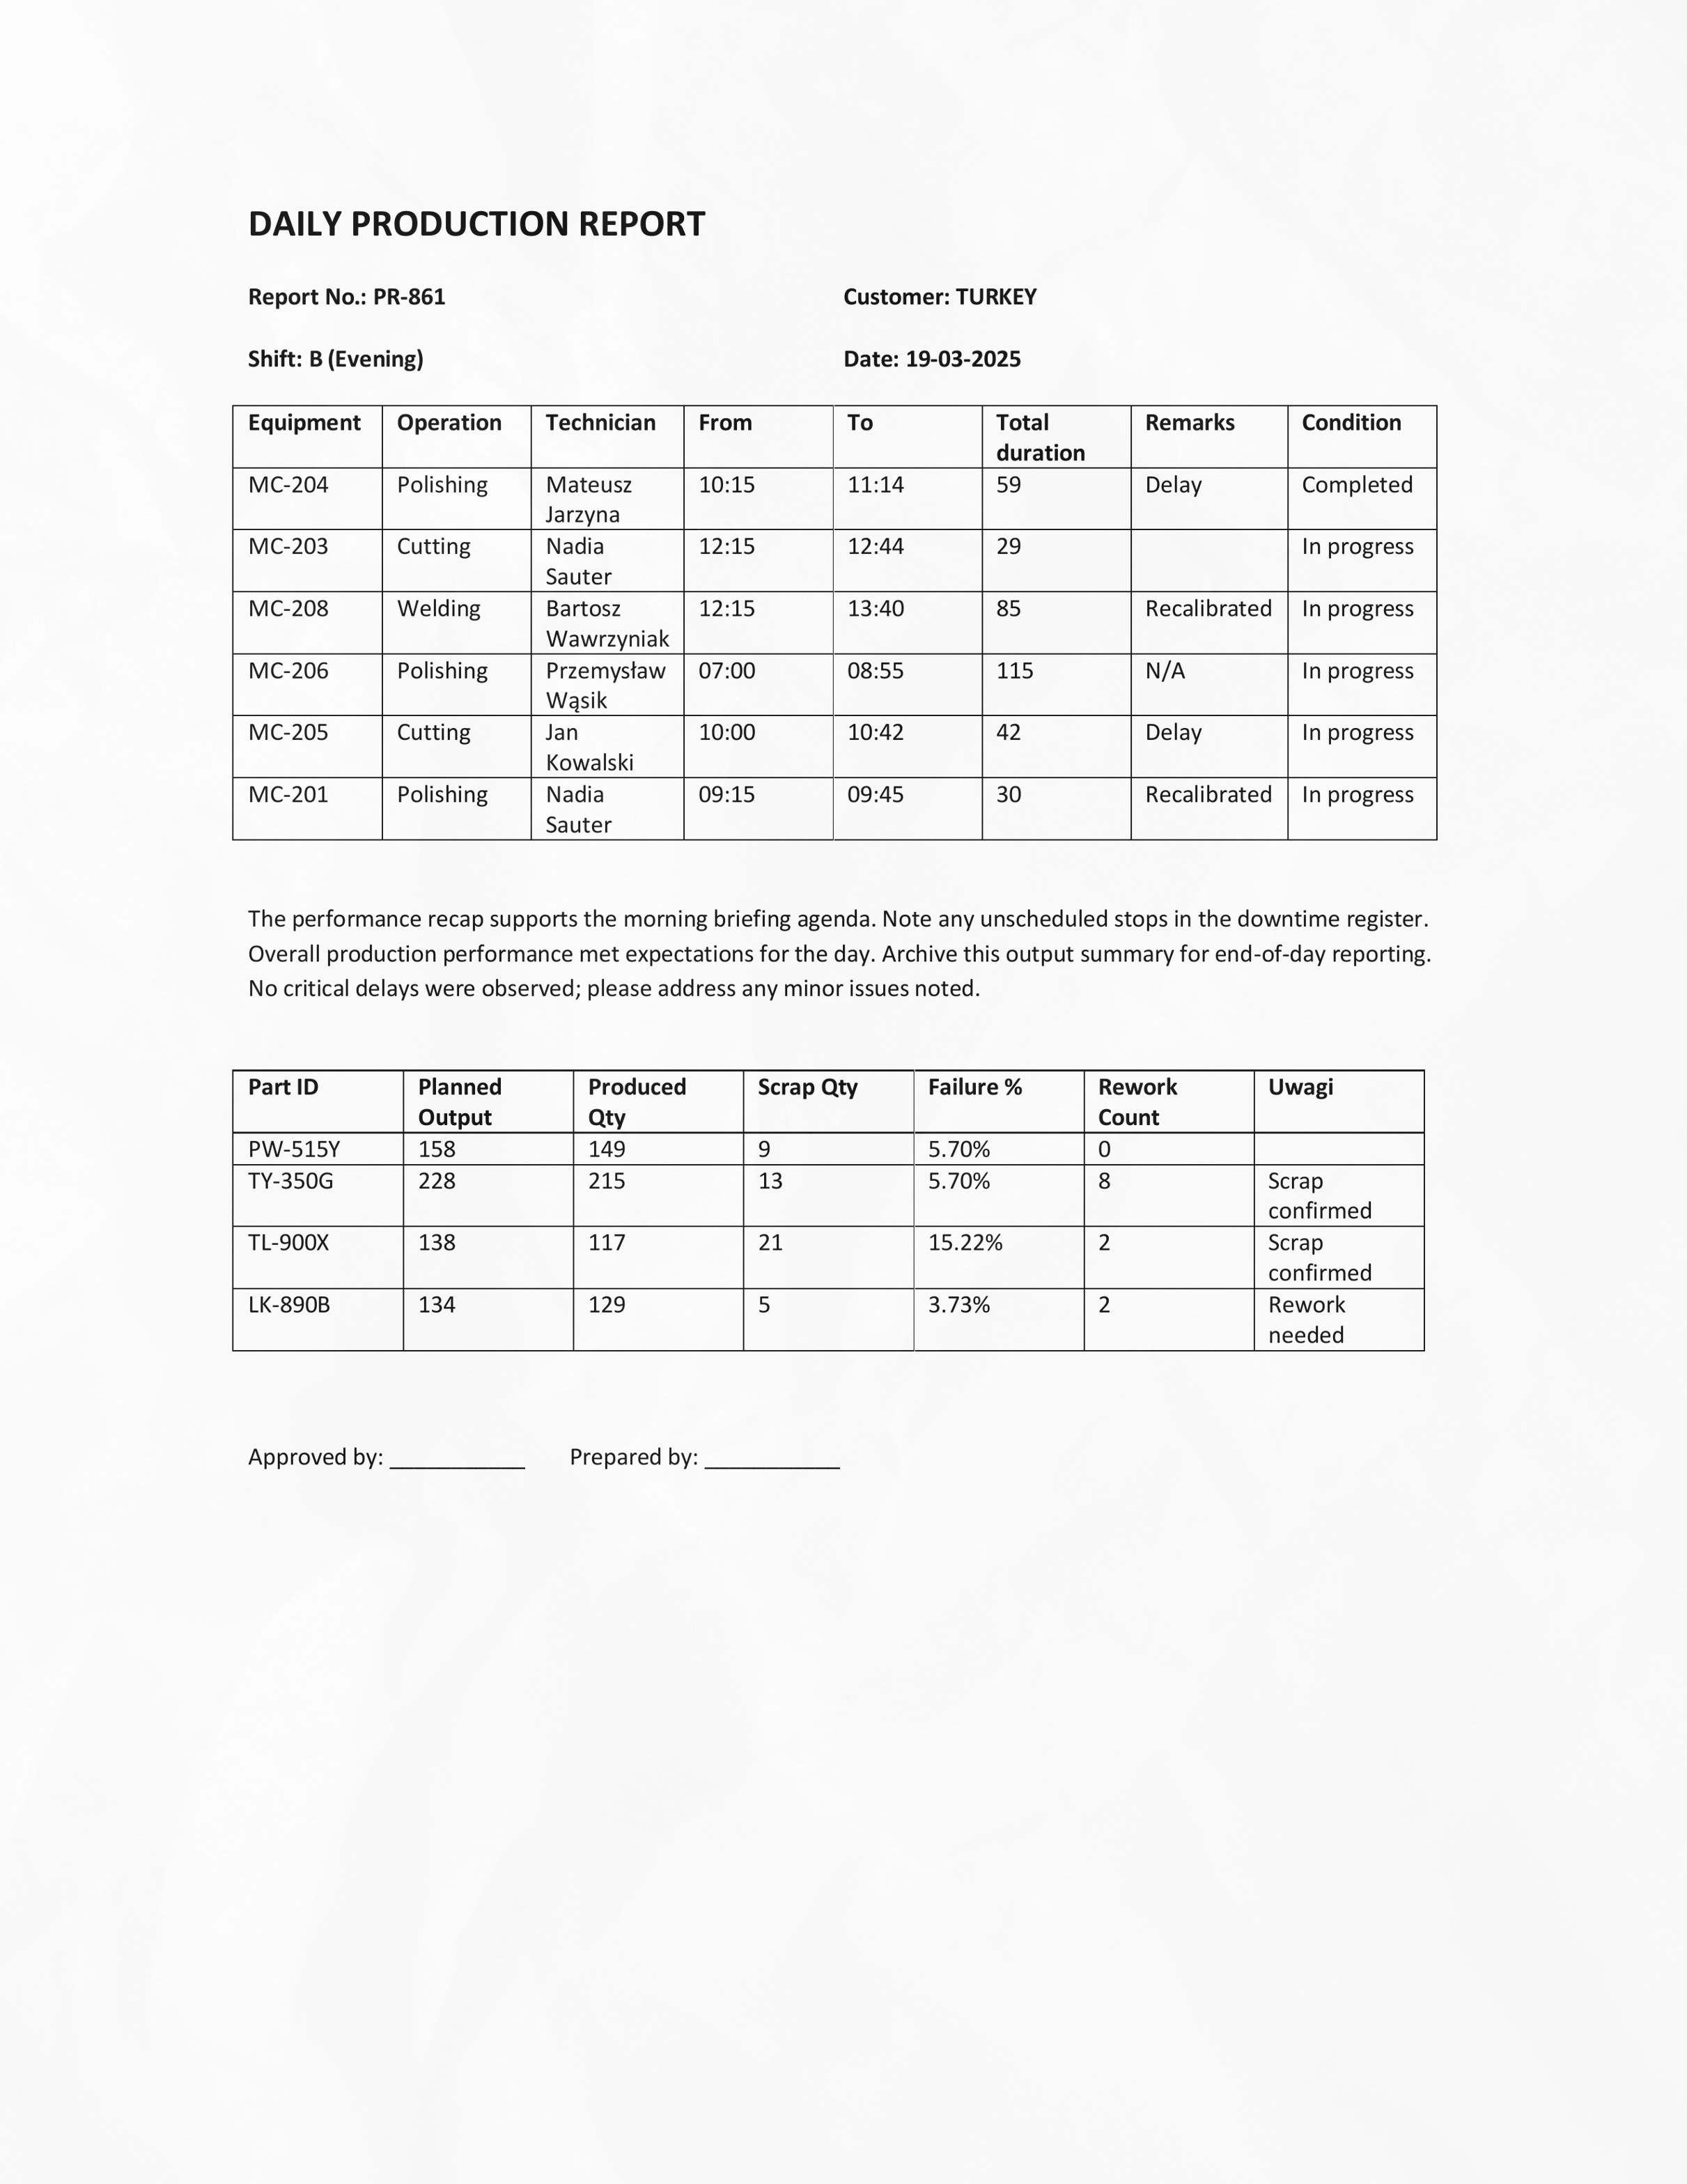 DAILY PRODUCTION REPORT
Report No.: PR-861 Customer: TURKEY
Shift: B (Evening) Date: 19-03-2025
Equipment Operation Technician From To Total duration Remarks Condition
MC-204 Polishing Mateusz Jarzyna 10:15 11:14 59 Delay Completed
MC-203 Cutting Nadia Sauter 12:15 12:44 29 In progress
MC-208 Welding Bartosz Wawrzyniak 12:15 13:40 85 Recalibrated In progress
MC-206 Polishing Przemysław Wąsik 07:00 08:55 115 N/A In progress
MC-205 Cutting Jan Kowalski 10:00 10:42 42 Delay In progress
MC-201 Polishing Nadia Sauter 09:15 09:45 30 Recalibrated In progress
The performance recap supports the morning briefing agenda. Note any unscheduled stops in the downtime register.
Overall production performance met expectations for the day. Archive this output summary for end-of-day reporting.
No critical delays were observed; please address any minor issues noted.
Part ID Planned Output Produced Qty Scrap Qty Failure % Rework Count Uwagi
PW-515Y 158 149 9 5.70% 0
TY-350G 228 215 13 5.70% 8 Scrap confirmed
TL-900X 138 117 21 15.22% 2 Scrap confirmed
LK-890B 134 129 5 3.73% 2 Rework needed
Approved by: ___________ Prepared by: ___________